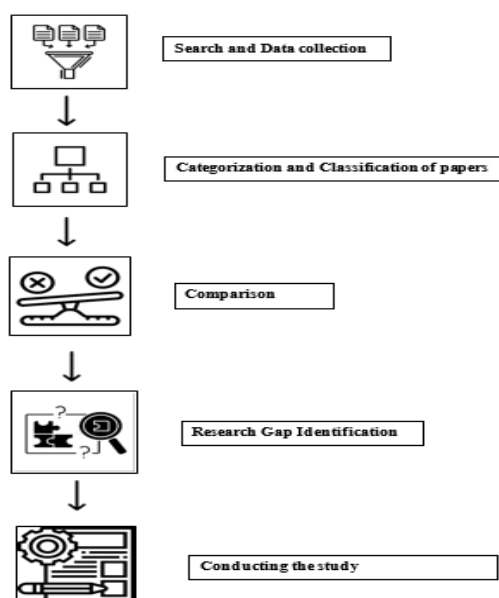 Search and Data collection
Categorization and Classification of papers
Comparison
?
Research Gap Identification
?
Conducting the study